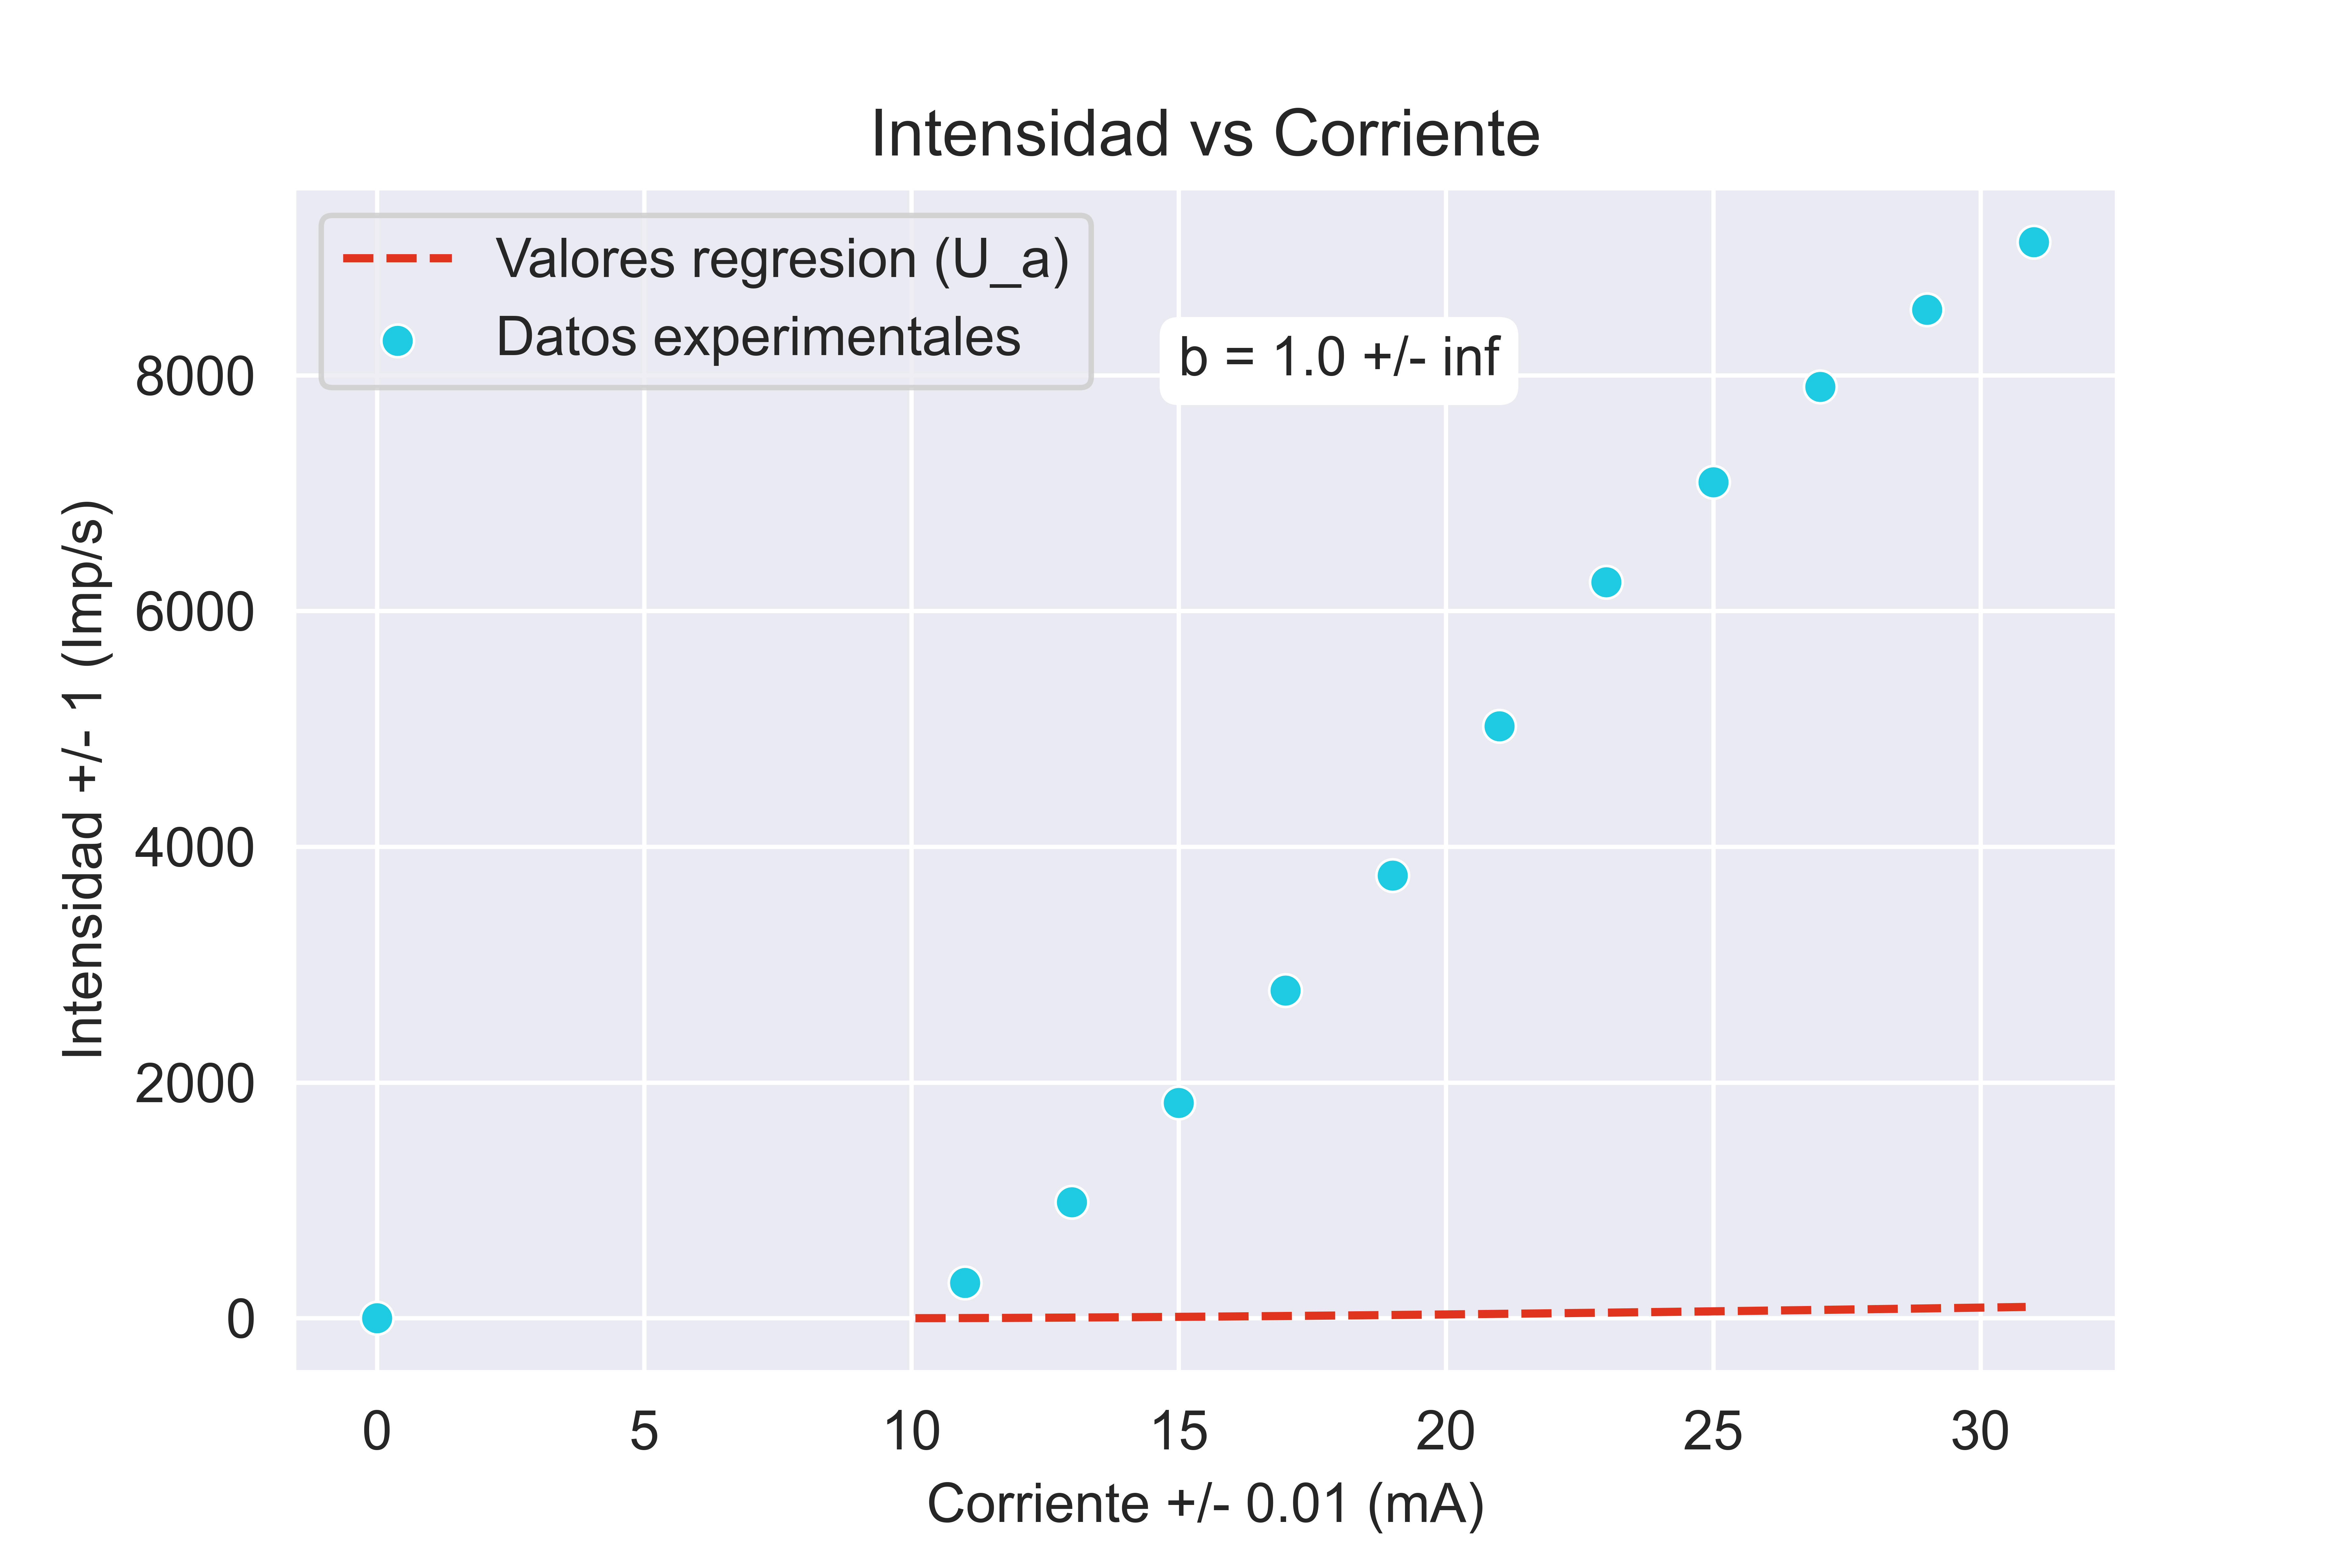 Intensidad vs Corriente
Valores regresion (U_a)
Datos experimentales
b = 1.0 +/- inf
Intensidad +/- 1 (Imp/s)
8000
6000
4000
2000
0
0 5 10 15 20 25 30
Corriente +/- 0.01 (mA)